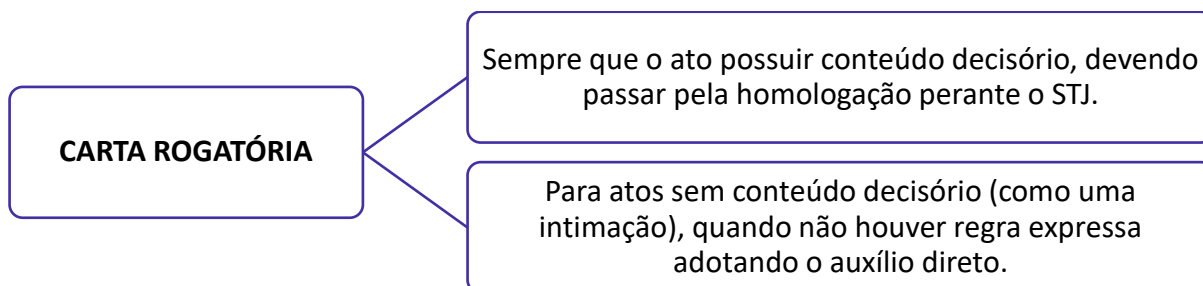 CARTA ROGATÓRIA
Sempre que o ato possuir conteúdo decisório, devendo
passar pela homologação perante o STJ.
Para atos sem conteúdo decisório (como uma
intimação), quando não houver regra expressa
adotando o auxílio direto.